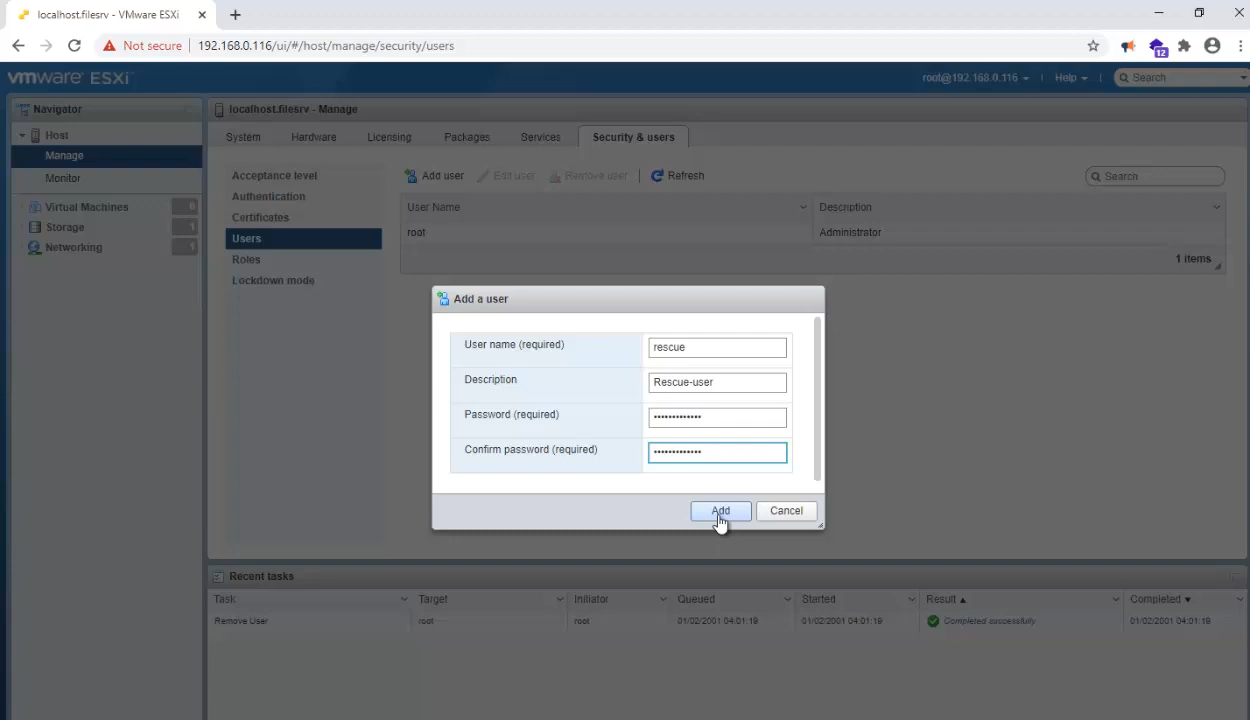 localhost.filesrv - VMware ESXi
Not secure 192.168.0.116/ui/#/host/manage/security/users
12
vmware ESXi
root@192.168.0.116 Help Search
Navigator
localhost.filesrv - Manage
Host
Manage
Monitor
Virtual Machines 0
Storage 1
Networking 1
System Hardware Licensing Packages Services Security & users
Acceptance level
Authentication
Certificates
Users
Roles
Lockdown mode
Add user Edit user Remove user Refresh Search
User Name Description
root Administrator
1 items
Add a user
User name (required) rescue
Description Rescue-user
Password (required) •••••••••••••
Confirm password (required) •••••••••••••
Add Cancel
Recent tasks
Task Target Initiator Queued Started Result Completed
Remove User root root 01/02/2001 04:01:19 01/02/2001 04:01:19 Completed successfully 01/02/2001 04:01:19